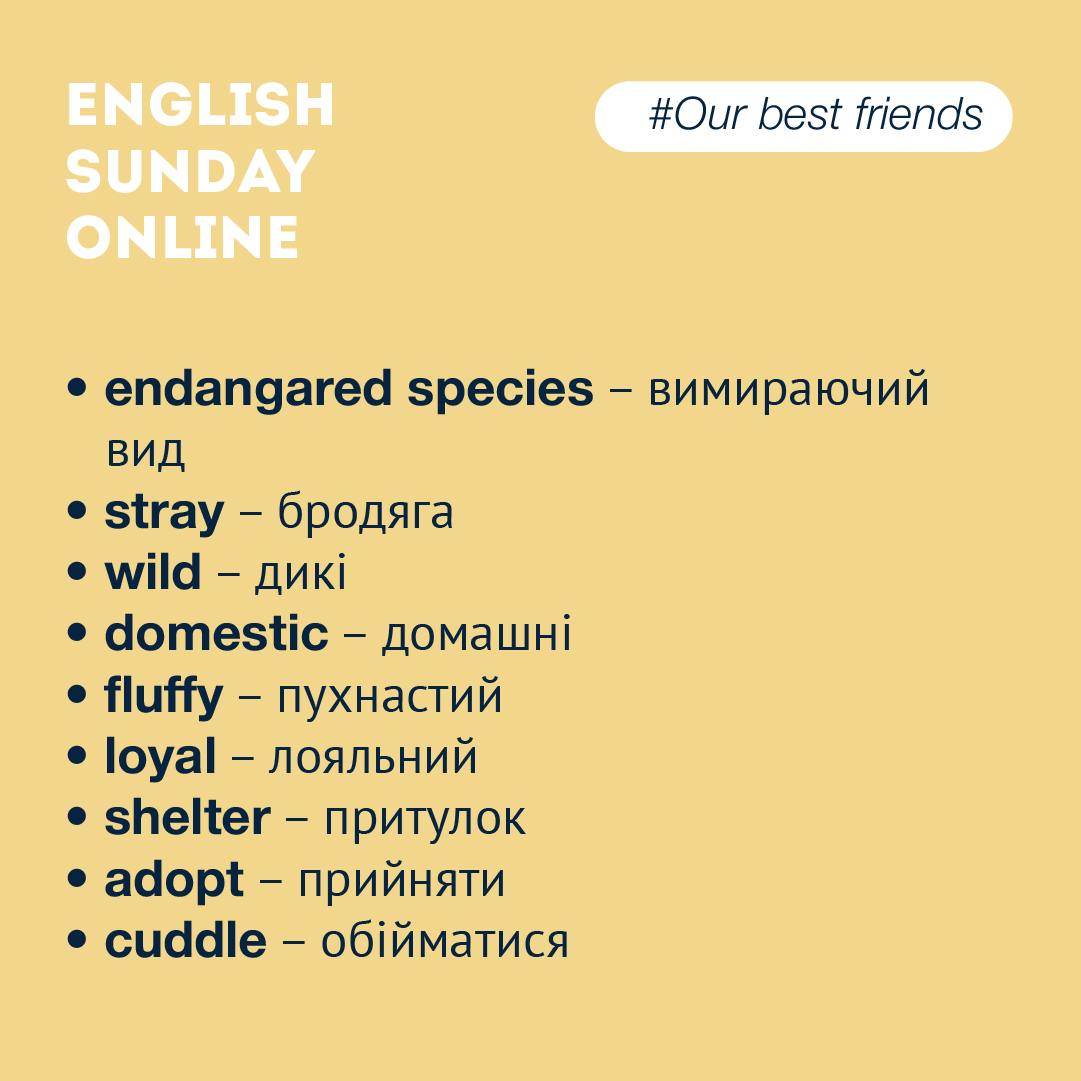 ENGLISH
SUNDAY
ONLINE
#Our best friends
• endangared species – вимираючий
вид
• stray – бродяга
• wild – дикі
• domestic – домашні
• fluffy – пухнастий
• loyal – лояльний
• shelter – притулок
• adopt – прийняти
• cuddle – обійматися